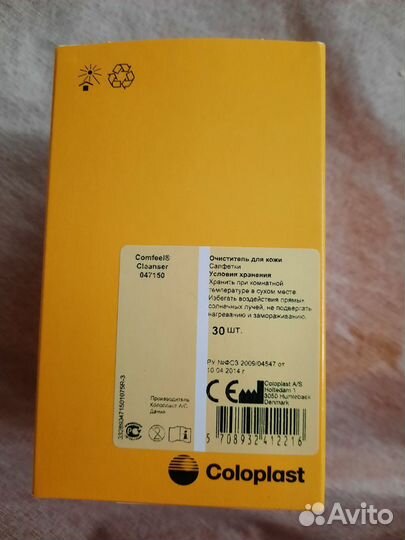 Comfeel®
Cleanser
047150
Очиститель для кожи
Салфетки
Условия хранения
Хранить при комнатной
температуре в сухом месте.
Избегать воздействия прямых
солнечных лучей, не подвергать
нагреванию и замораживанию.
30 шт.
РУ №ФСЗ 2009/04547 от
10.04.2014 г.
CE
Coloplast A/S
Holtedam 1
3050 Humlebaek
Denmark
Производитель
Колопласт А/С,
Дания
5 708932 412216
Coloplast
Avito